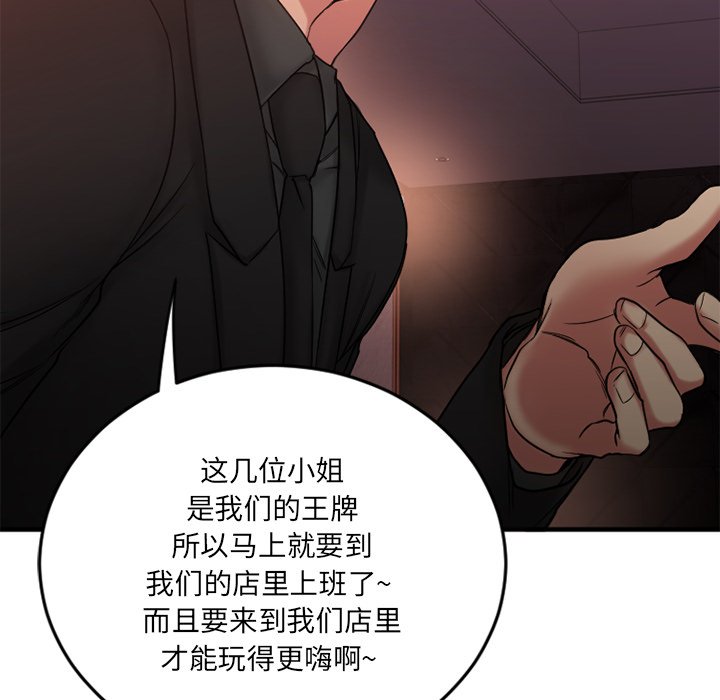 这几位小姐
是我们的王牌
所以马上就要到
我们的店里上班了~
而且要来到我们店里
才能玩得更嗨啊~